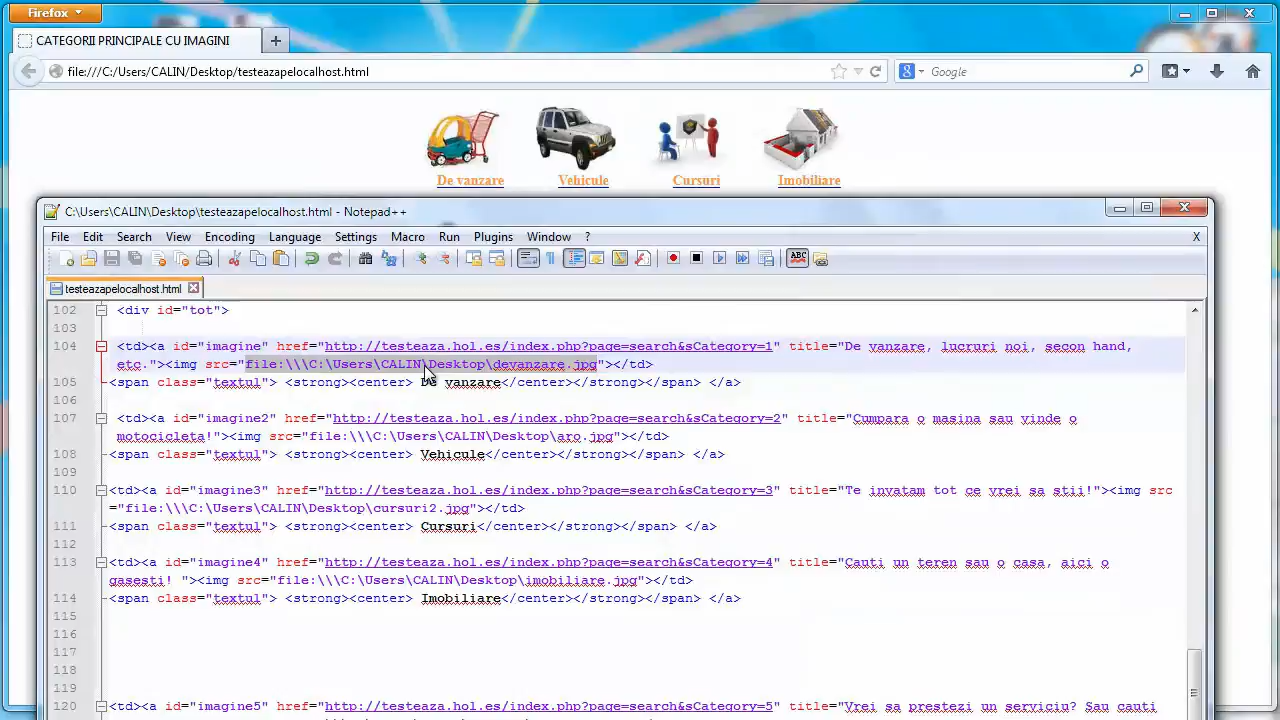 Firefox
CATEGORII PRINCIPALE CU IMAGINI
file:///C:/Users/CALIN/Desktop/testeazapelocalhost.html
Google
De vanzare Vehicule Cursuri Imobiliare
C:\Users\CALIN\Desktop\testeazapelocalhost.html - Notepad++
File Edit Search View Encoding Language Settings Macro Run Plugins Window ? X
ABC
testeazapelocalhost.html
102 <div id="tot">
103
104 <td><a id="imagine" href="http://testeaza.hol.es/index.php?page=search&sCategory=1" title="De vanzare, lucruri noi, secon hand,
etc."><img src="file:\\\C:\Users\CALIN\Desktop\devanzare.jpg"></td>
105 <span class="textul"> <strong><center> De vanzare</center></strong></span> </a>
106
107 <td><a id="imagine2" href="http://testeaza.hol.es/index.php?page=search&sCategory=2" title="Cumpara o masina sau vinde o
motocicleta!"><img src="file:\\\C:\Users\CALIN\Desktop\aro.jpg"></td>
108 <span class="textul"> <strong><center> Vehicule</center></strong></span> </a>
109
110 <td><a id="imagine3" href="http://testeaza.hol.es/index.php?page=search&sCategory=3" title="Te invatam tot ce vrei sa stii!"><img src
="file:\\\C:\Users\CALIN\Desktop\cursuri2.jpg"></td>
111 <span class="textul"> <strong><center> Cursuri</center></strong></span> </a>
112
113 <td><a id="imagine4" href="http://testeaza.hol.es/index.php?page=search&sCategory=4" title="Cauti un teren sau o casa, aici o
gasesti! "><img src="file:\\\C:\Users\CALIN\Desktop\imobiliare.jpg"></td>
114 <span class="textul"> <strong><center> Imobiliare</center></strong></span> </a>
115
116
117
118
119
120 <td><a id="imagine5" href="http://testeaza.hol.es/index.php?page=search&sCategory=5" title="Vrei sa prestezi un serviciu? Sau cauti